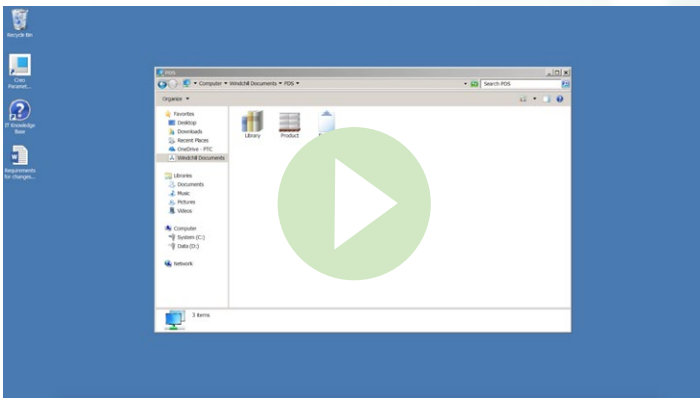 Recycle Bin
Creo
Paramet...
IT Knowledge
Base
Requirements
for changes...
PDS
Computer ▾ Windchill Documents ▾ PDS ▾
Search PDS
Organize ▾
Favorites
Desktop
Downloads
Recent Places
OneDrive - PTC
Windchill Documents
Libraries
Documents
Music
Pictures
Videos
Computer
System (C:)
Data (D:)
Network
Library
Product
3 items